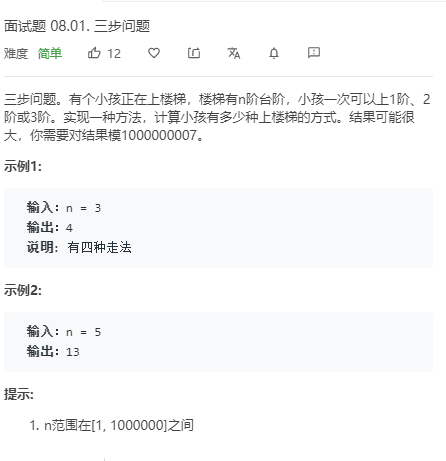 面试题 08.01. 三步问题
难度 简单 12
三步问题。有个小孩正在上楼梯，楼梯有n阶台阶，小孩一次可以上1阶、2
阶或3阶。实现一种方法，计算小孩有多少种上楼梯的方式。结果可能很
大，你需要对结果模1000000007。
示例1:
输入：n = 3
输出：4
说明: 有四种走法
示例2:
输入：n = 5
输出：13
提示:
1. n范围在[1, 1000000]之间